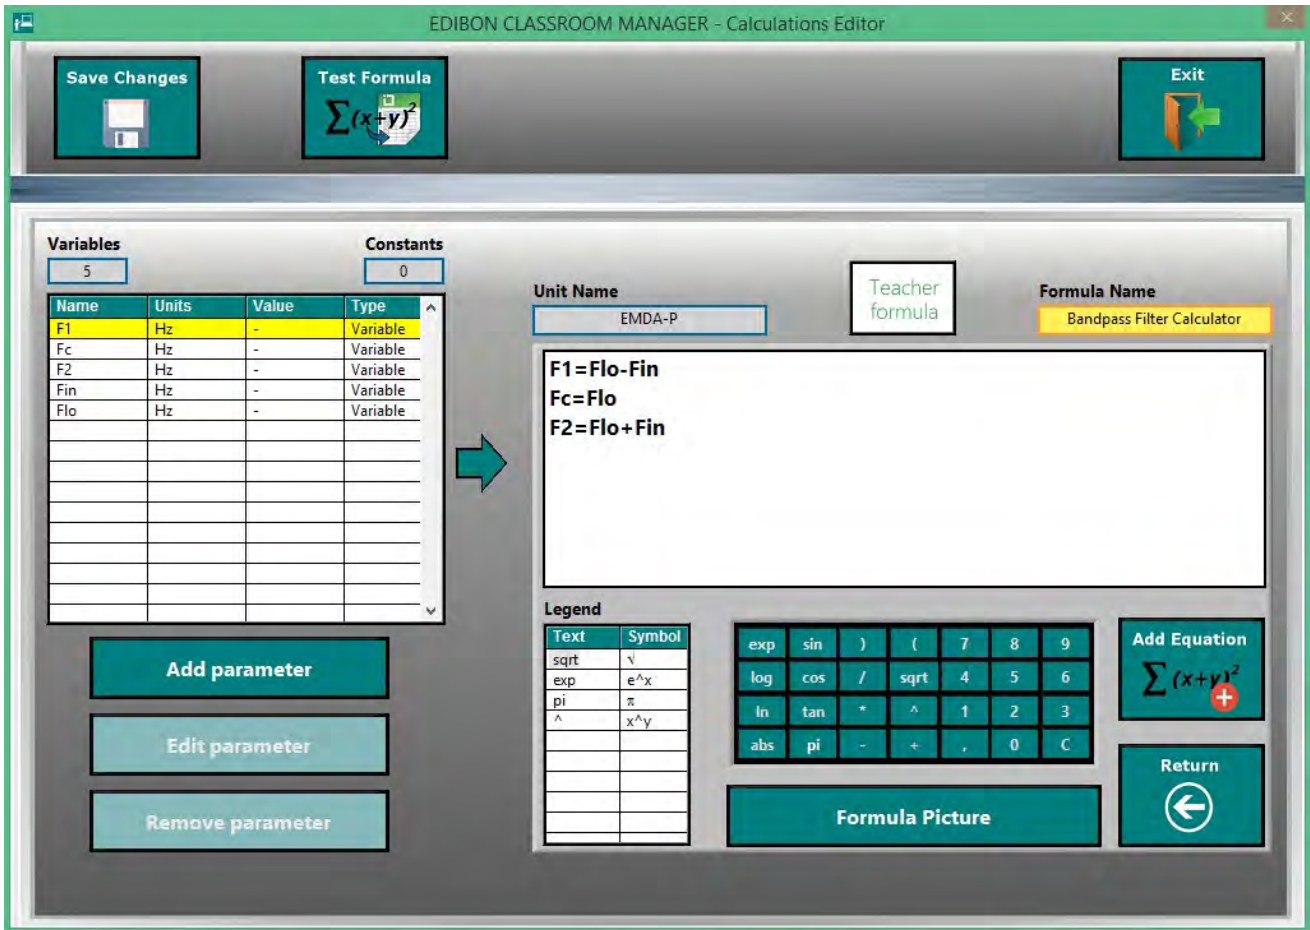 EDIBON CLASSROOM MANAGER - Calculations Editor
Save Changes
Test Formula
∑(x+y)²
Exit
Variables
5
Constants
0
Name Units Value Type
F1 Hz - Variable
Fc Hz - Variable
F2 Hz - Variable
Fin Hz - Variable
Flo Hz - Variable
Add parameter
Edit parameter
Remove parameter
Unit Name
EMDA-P
Teacher
formula
Formula Name
Bandpass Filter Calculator
F1=Flo-Fin
Fc=Flo
F2=Flo+Fin
Legend
Text Symbol
sqrt √
exp e^x
pi π
^ x^y
exp sin ) ( 7 8 9
log cos / sqrt 4 5 6
ln tan * ^ 1 2 3
abs pi - + , 0 C
Formula Picture
Add Equation
∑(x+y)²
Return